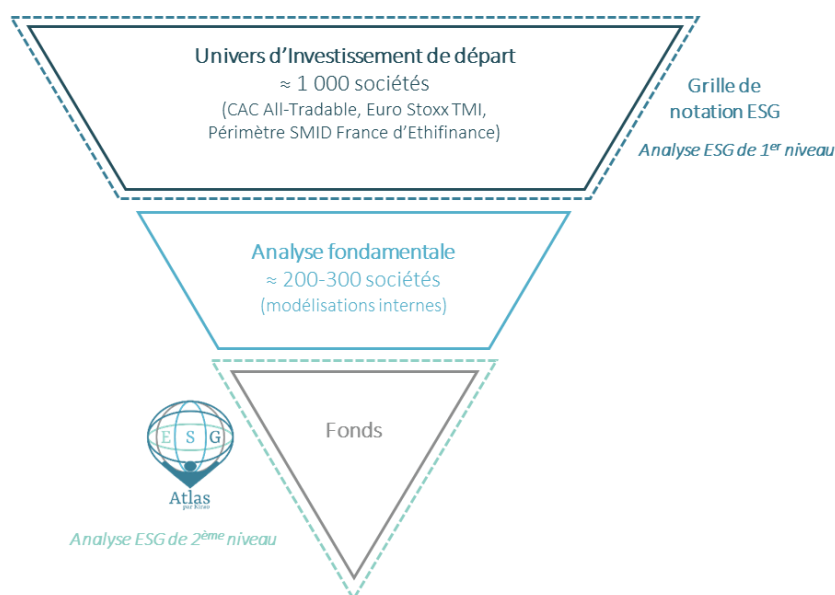 Univers d'Investissement de départ
≈ 1 000 sociétés
(CAC All-Tradable, Euro Stoxx TMI,
Périmètre SMID France d'Ethifinance)
Grille de
notation ESG
Analyse ESG de 1er niveau
Analyse fondamentale
≈ 200-300 sociétés
(modélisations internes)
Fonds
E S G
Atlas
Analyse ESG de 2ème niveau